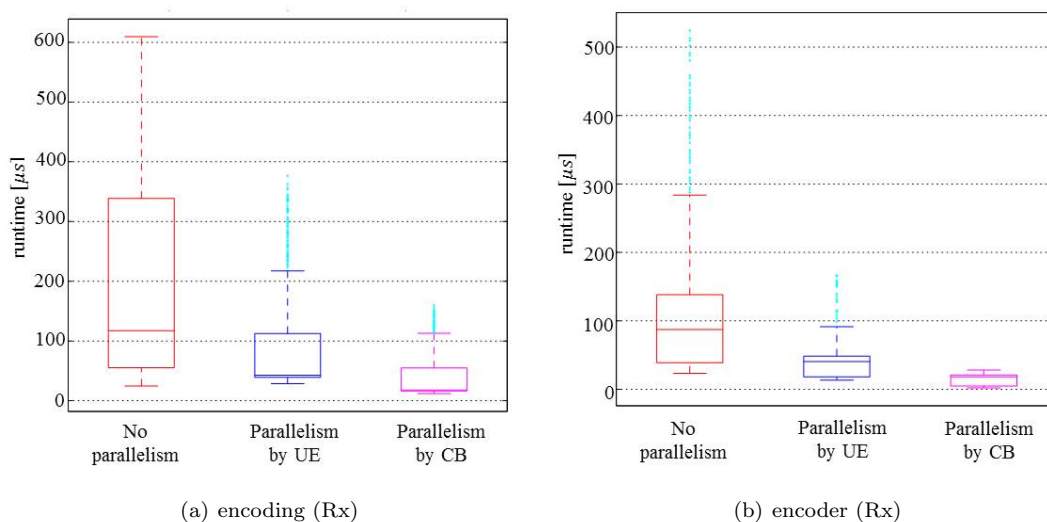 runtime [μs]
600
500
400
300
200
100
0
No parallelism
Parallelism by UE
Parallelism by CB
(a) encoding (Rx)
runtime [μs]
500
400
300
200
100
0
No parallelism
Parallelism by UE
Parallelism by CB
(b) encoder (Rx)